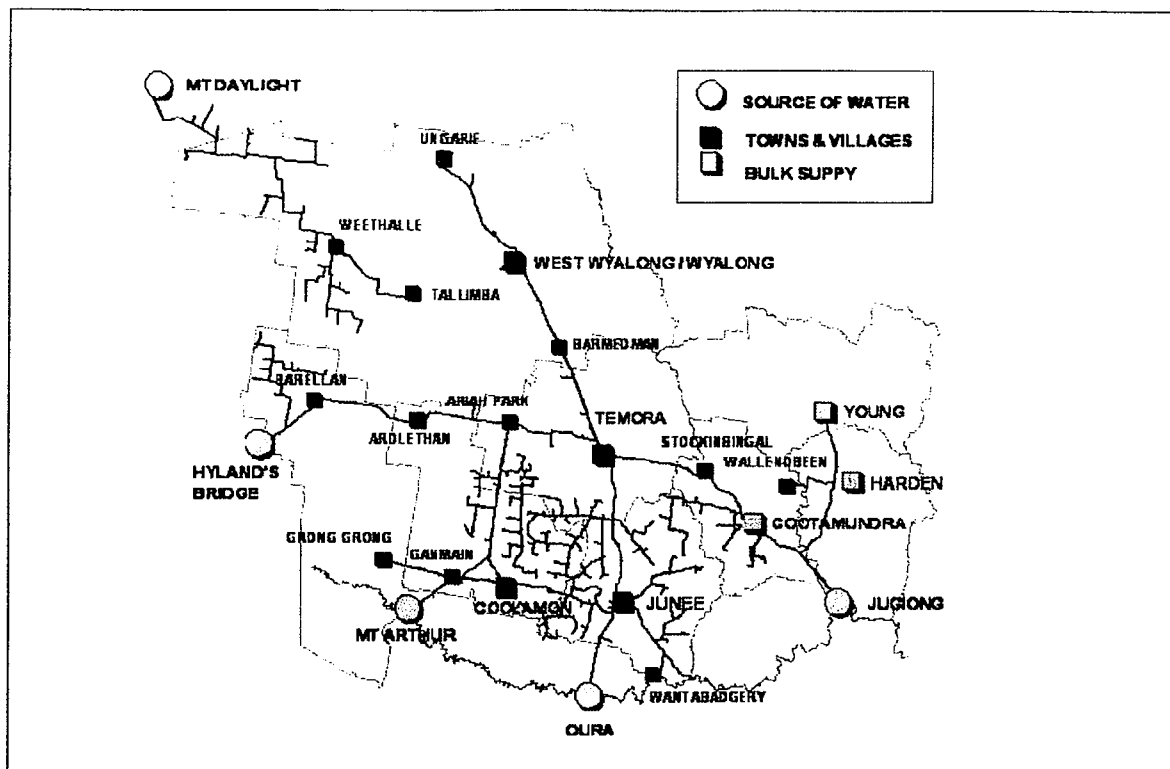 MT DAYLIGHT
SOURCE OF WATER
TOWNS & VILLAGES
BULK SUPPY
UNGARIE
WEETHALLE
WEST WYALONG/WYALONG
TALLIMBA
BARMEDMAN
BARELLAN
ARIAH PARK
ARDLETHAN
TEMORA
YOUNG
STOCKINBINGAL
WALLENDBEEN
HARDEN
HYLAND'S
BRIDGE
COOTAMUNDRA
GRONG GRONG
GANMAIN
COOLAMON
JUNEE
JUGIONG
MT ARTHUR
WANTABADGERY
OURA